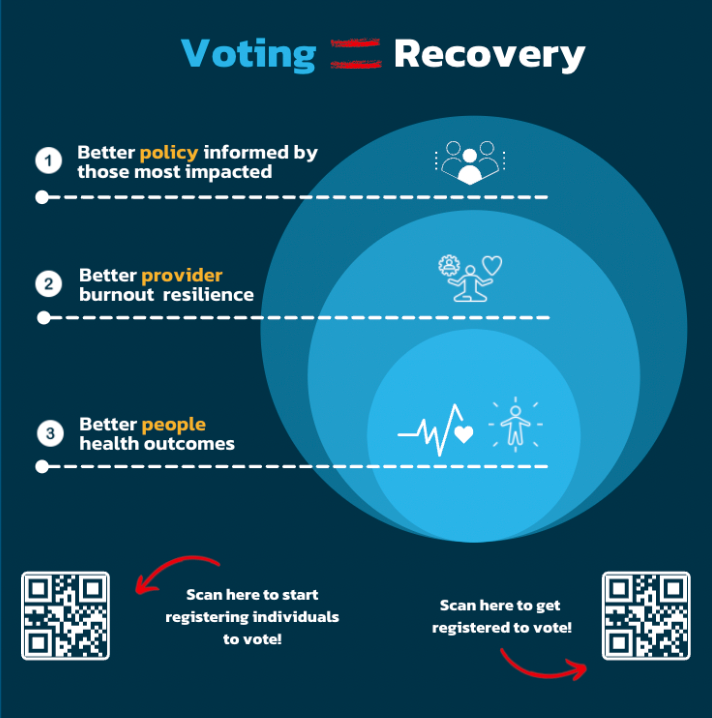 Voting = Recovery
1 Better policy informed by
those most impacted
2 Better provider
burnout resilience
3 Better people
health outcomes
Scan here to start
registering individuals
to vote!
Scan here to get
registered to vote!